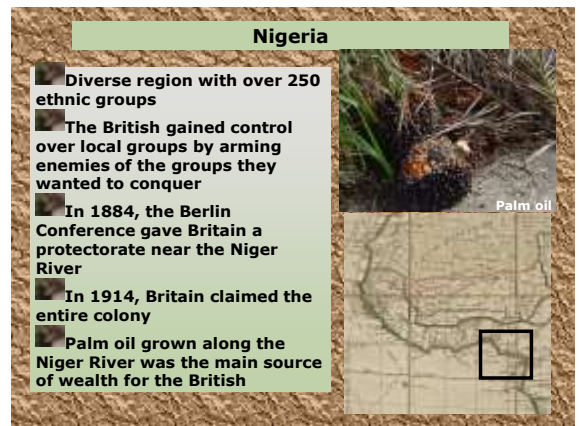 Nigeria
Diverse region with over 250
ethnic groups
The British gained control
over local groups by arming
enemies of the groups they
wanted to conquer
In 1884, the Berlin
Conference gave Britain a
protectorate near the Niger
River
In 1914, Britain claimed the
entire colony
Palm oil grown along the
Niger River was the main source
of wealth for the British
Palm oil